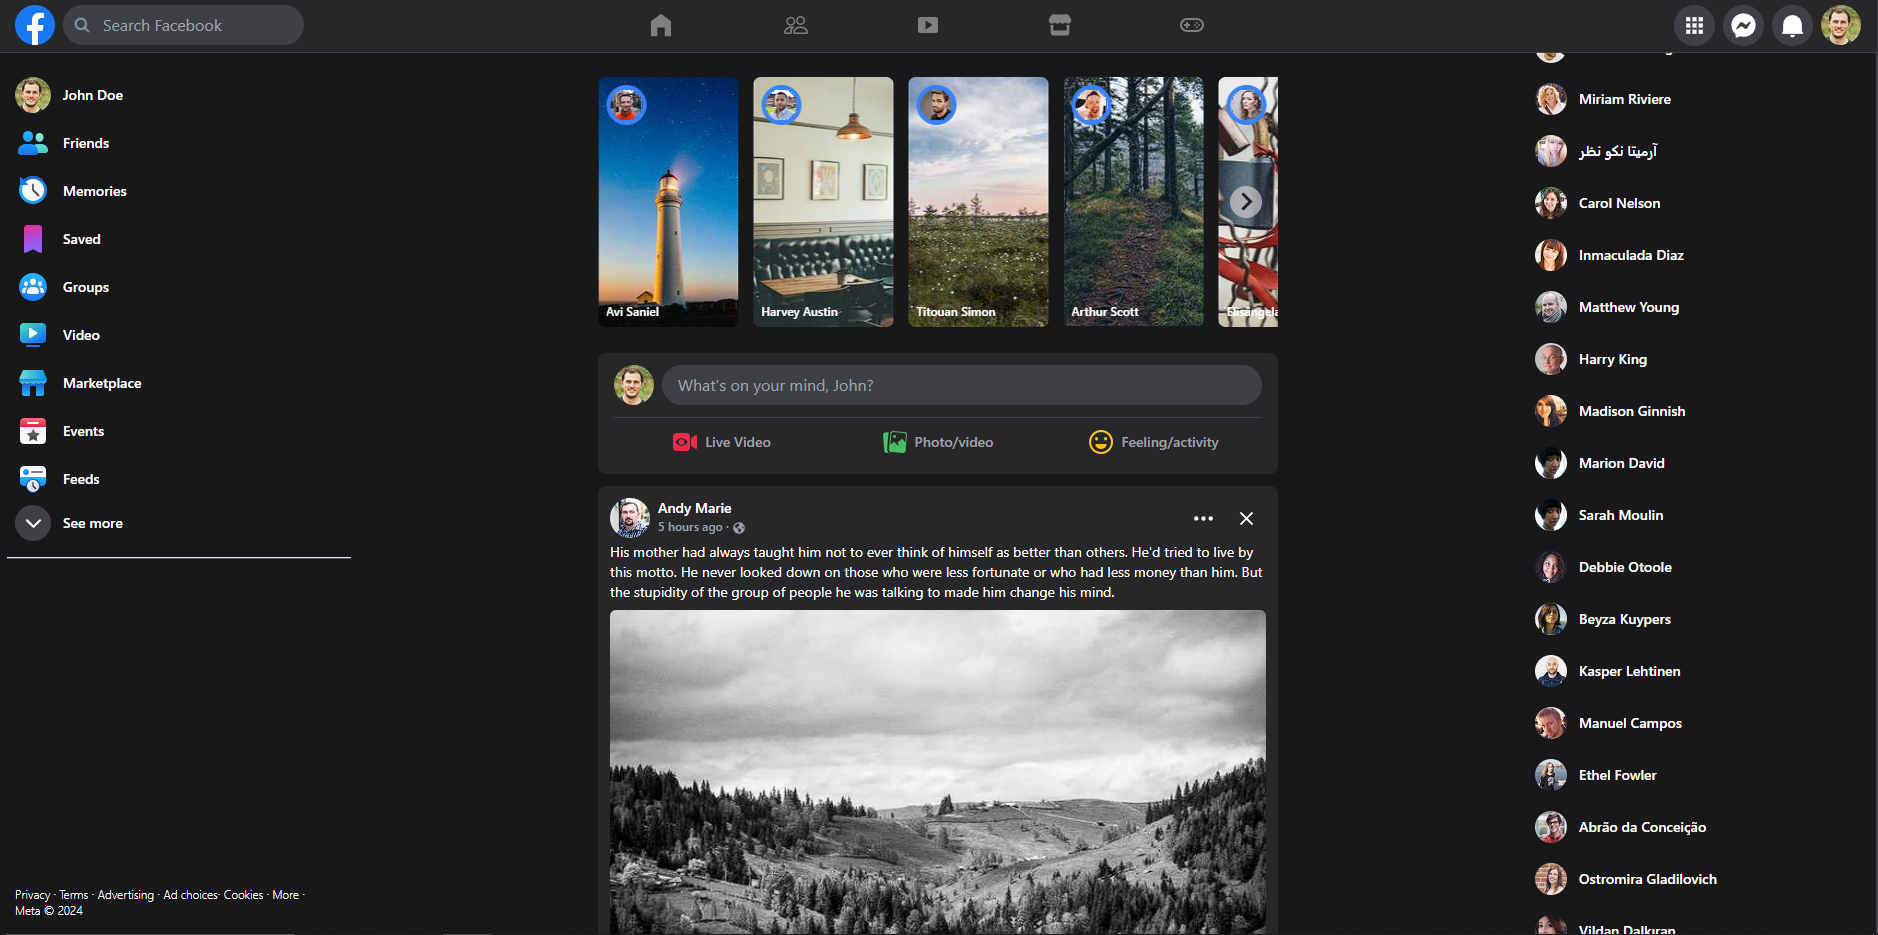 Search Facebook
John Doe
Friends
Memories
Saved
Groups
Video
Marketplace
Events
Feeds
See more
Privacy · Terms · Advertising · Ad choices· Cookies · More ·
Meta © 2024
Avi Saniel
Harvey Austin
Titouan Simon
Arthur Scott
Elisangela
What's on your mind, John?
Live Video
Photo/video
Feeling/activity
Andy Marie
5 hours ago ·
His mother had always taught him not to ever think of himself as better than others. He'd tried to live by
this motto. He never looked down on those who were less fortunate or who had less money than him. But
the stupidity of the group of people he was talking to made him change his mind.
Miriam Riviere
آرمیتا نكو نظر
Carol Nelson
Inmaculada Diaz
Matthew Young
Harry King
Madison Ginnish
Marion David
Sarah Moulin
Debbie Otoole
Beyza Kuypers
Kasper Lehtinen
Manuel Campos
Ethel Fowler
Abrão da Conceição
Ostromira Gladilovich
Vildan Dalkıran